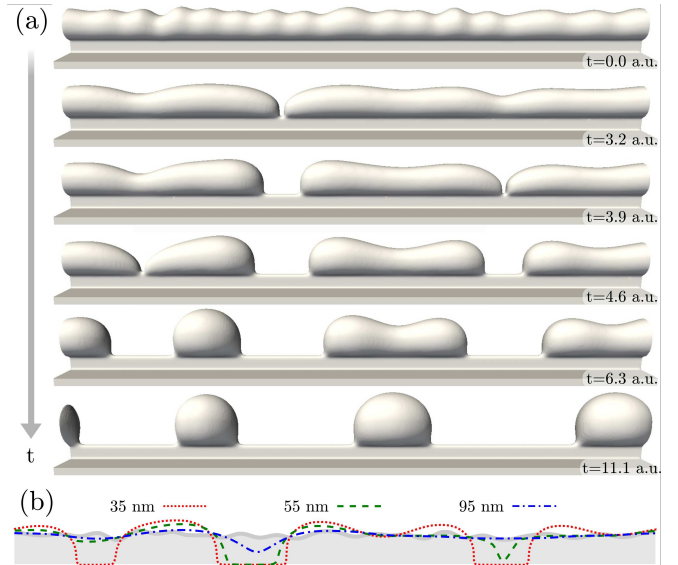 (a)
t=0.0 a.u.
t=3.2 a.u.
t=3.9 a.u.
t=4.6 a.u.
t=6.3 a.u.
t
t=11.1 a.u.
(b)
35 nm 55 nm 95 nm